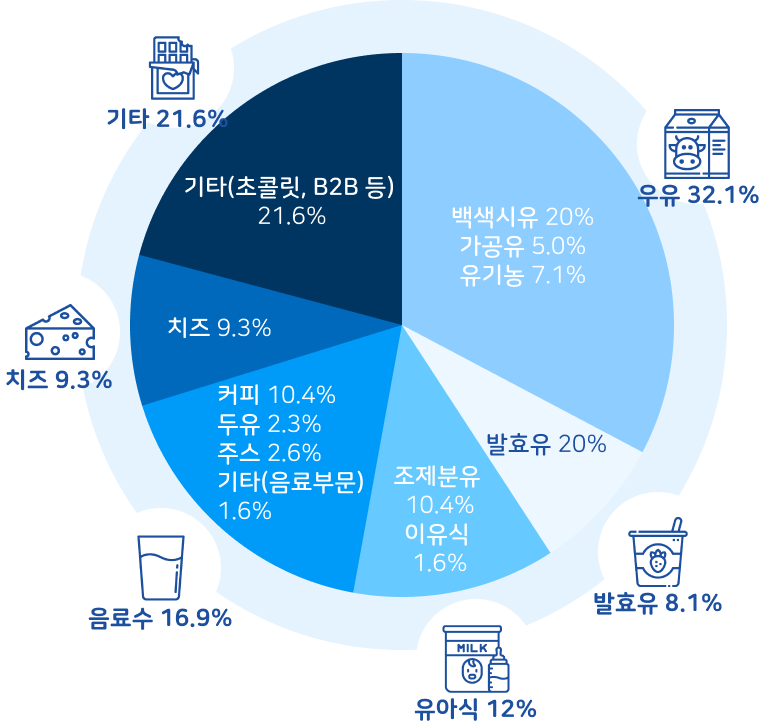 기타 21.6%
우유 32.1%
기타(초콜릿, B2B 등)
21.6%
백색시유 20%
가공유 5.0%
유기농 7.1%
치즈 9.3%
치즈 9.3%
커피 10.4%
두유 2.3%
주스 2.6%
기타(음료부문)
1.6%
발효유 20%
조제분유
10.4%
이유식
1.6%
음료수 16.9%
발효유 8.1%
MILK
유아식 12%